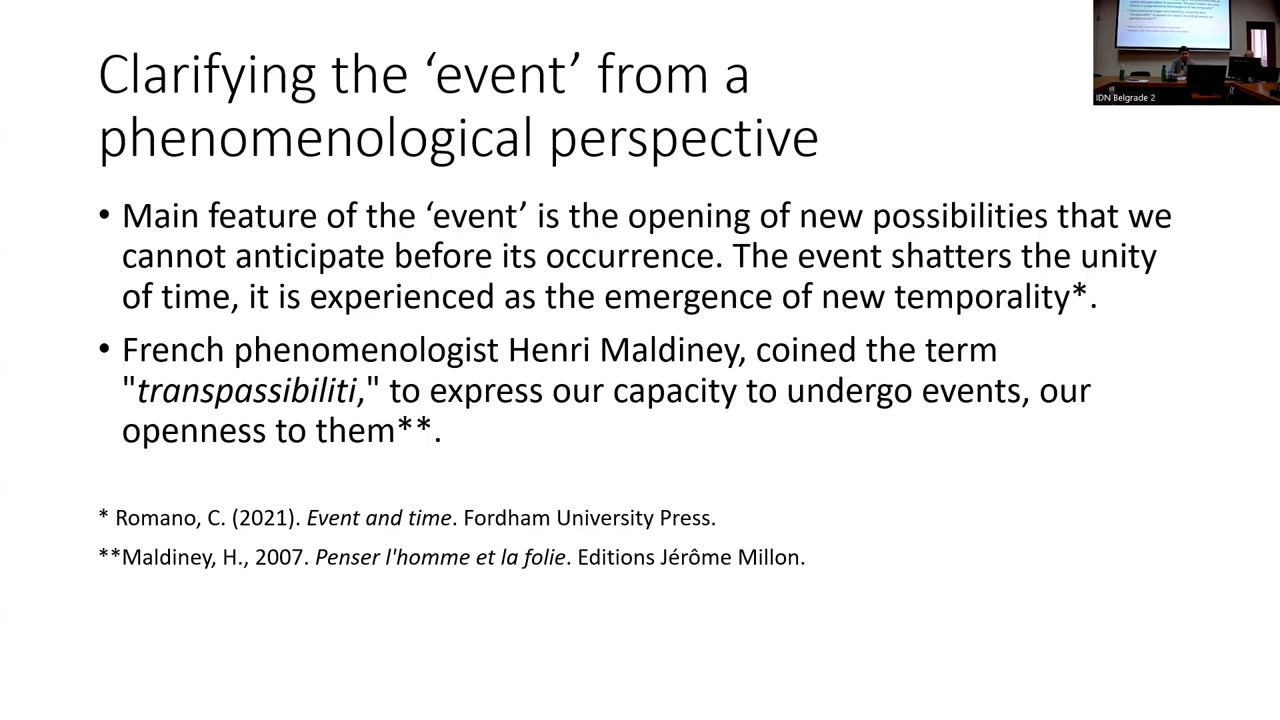 Clarifying the ‘event’ from a
phenomenological perspective
• Main feature of the ‘event’ is the opening of new possibilities that we
cannot anticipate before its occurrence. The event shatters the unity
of time, it is experienced as the emergence of new temporality*.
• French phenomenologist Henri Maldiney, coined the term
"transpassibiliti," to express our capacity to undergo events, our
openness to them**.
* Romano, C. (2021). Event and time. Fordham University Press.
**Maldiney, H., 2007. Penser l'homme et la folie. Editions Jérôme Millon.
IDN Belgrade 2